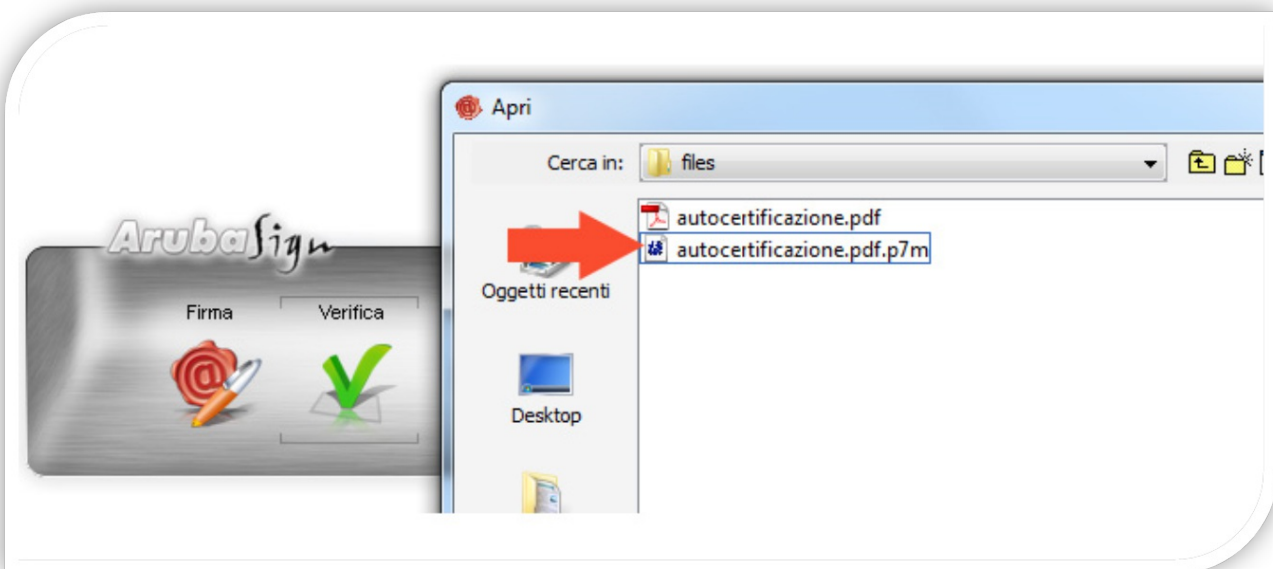 Apri
Cerca in: files
autocertificazione.pdf
autocertificazione.pdf.p7m
Oggetti recenti
Desktop
ArubaSign
Firma Verifica